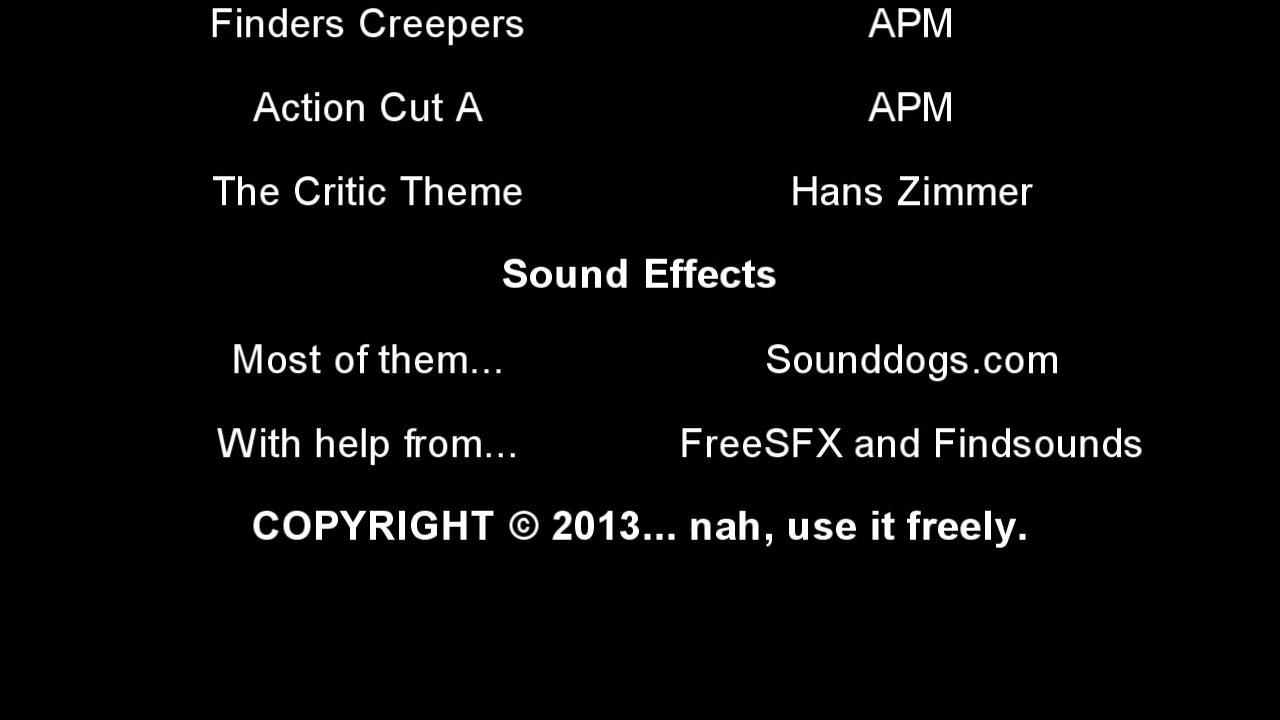 Finders Creepers APM
Action Cut A APM
The Critic Theme Hans Zimmer
Sound Effects
Most of them... Sounddogs.com
With help from... FreeSFX and Findsounds
COPYRIGHT © 2013... nah, use it freely.